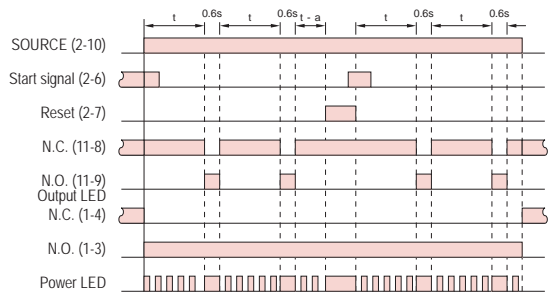 t 0.6s t 0.6s t - a t 0.6s t 0.6s
SOURCE (2-10)
Start signal (2-6)
Reset (2-7)
N.C. (11-8)
N.O. (11-9)
Output LED
N.C. (1-4)
N.O. (1-3)
Power LED